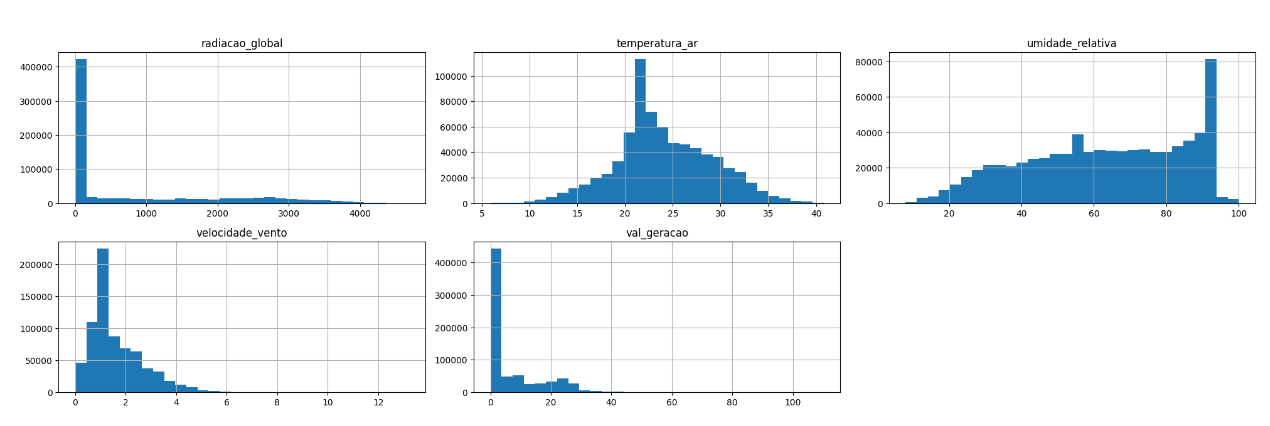 radiacao_global
400000
300000
200000
100000
0
0 1000 2000 3000 4000
temperatura_ar
100000
80000
60000
40000
20000
0
5 10 15 20 25 30 35 40
umidade_relativa
80000
60000
40000
20000
0
20 40 60 80 100
velocidade_vento
200000
150000
100000
50000
0
0 2 4 6 8 10 12
val_geracao
400000
300000
200000
100000
0
0 20 40 60 80 100